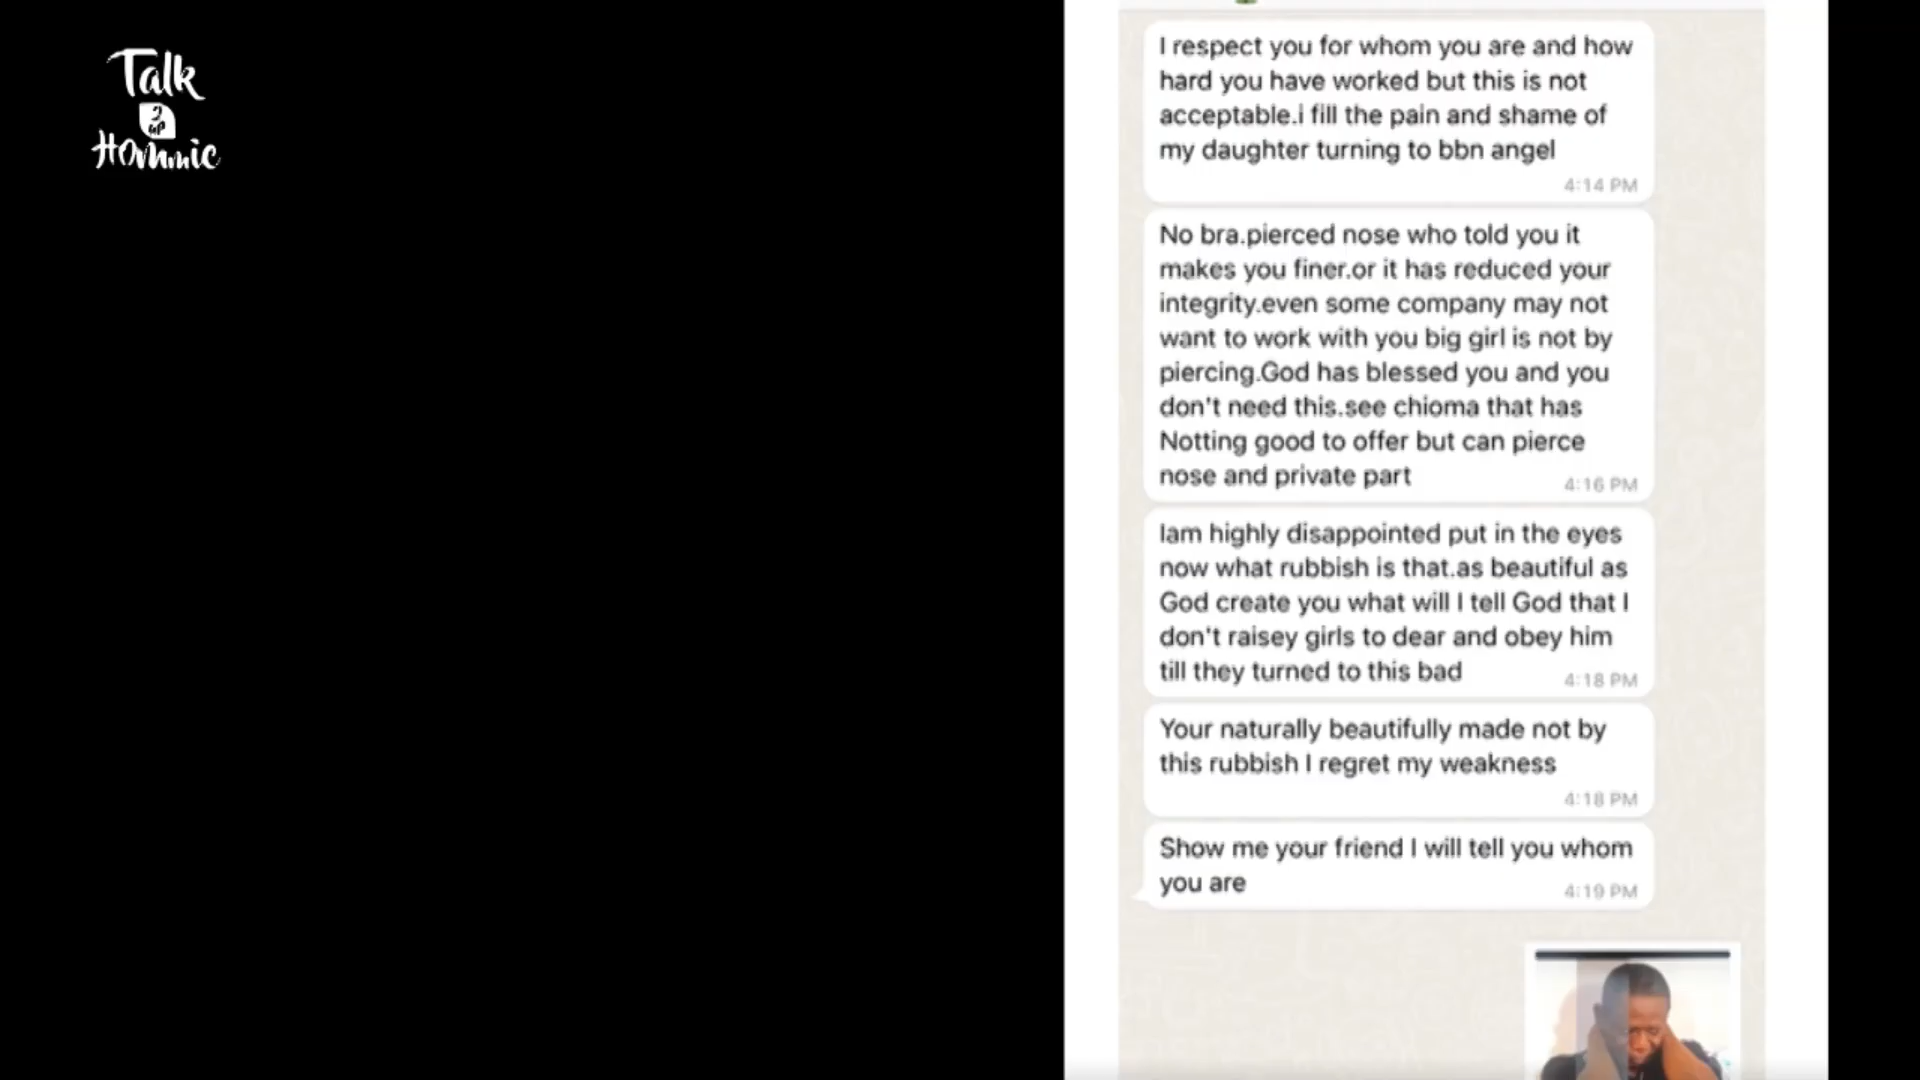 Talk
2
UP
HOMMIE
I respect you for whom you are and how
hard you have worked but this is not
acceptable.i fill the pain and shame of
my daughter turning to bbn angel
4:14 PM
No bra.pierced nose who told you it
makes you finer.or it has reduced your
integrity.even some company may not
want to work with you big girl is not by
piercing.God has blessed you and you
don't need this.see chioma that has
Notting good to offer but can pierce
nose and private part
4:16 PM
Iam highly disappointed put in the eyes
now what rubbish is that.as beautiful as
God create you what will I tell God that I
don't raisey girls to dear and obey him
till they turned to this bad
4:18 PM
Your naturally beautifully made not by
this rubbish I regret my weakness
4:18 PM
Show me your friend I will tell you whom
you are
4:19 PM